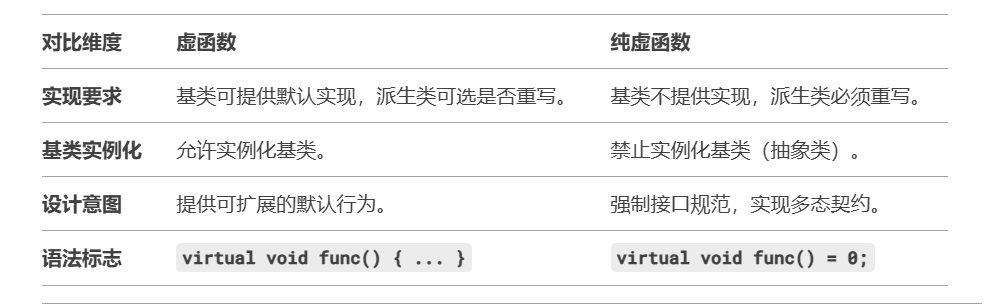 对比维度 虚函数 纯虚函数
实现要求 基类可提供默认实现，派生类可选是否重写。 基类不提供实现，派生类必须重写。
基类实例化 允许实例化基类。 禁止实例化基类（抽象类）。
设计意图 提供可扩展的默认行为。 强制接口规范，实现多态契约。
语法标志 virtual void func() { ... } virtual void func() = 0;